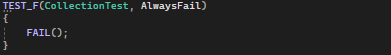 TEST_F(CollectionTest, AlwaysFail)
{
    FAIL();
}